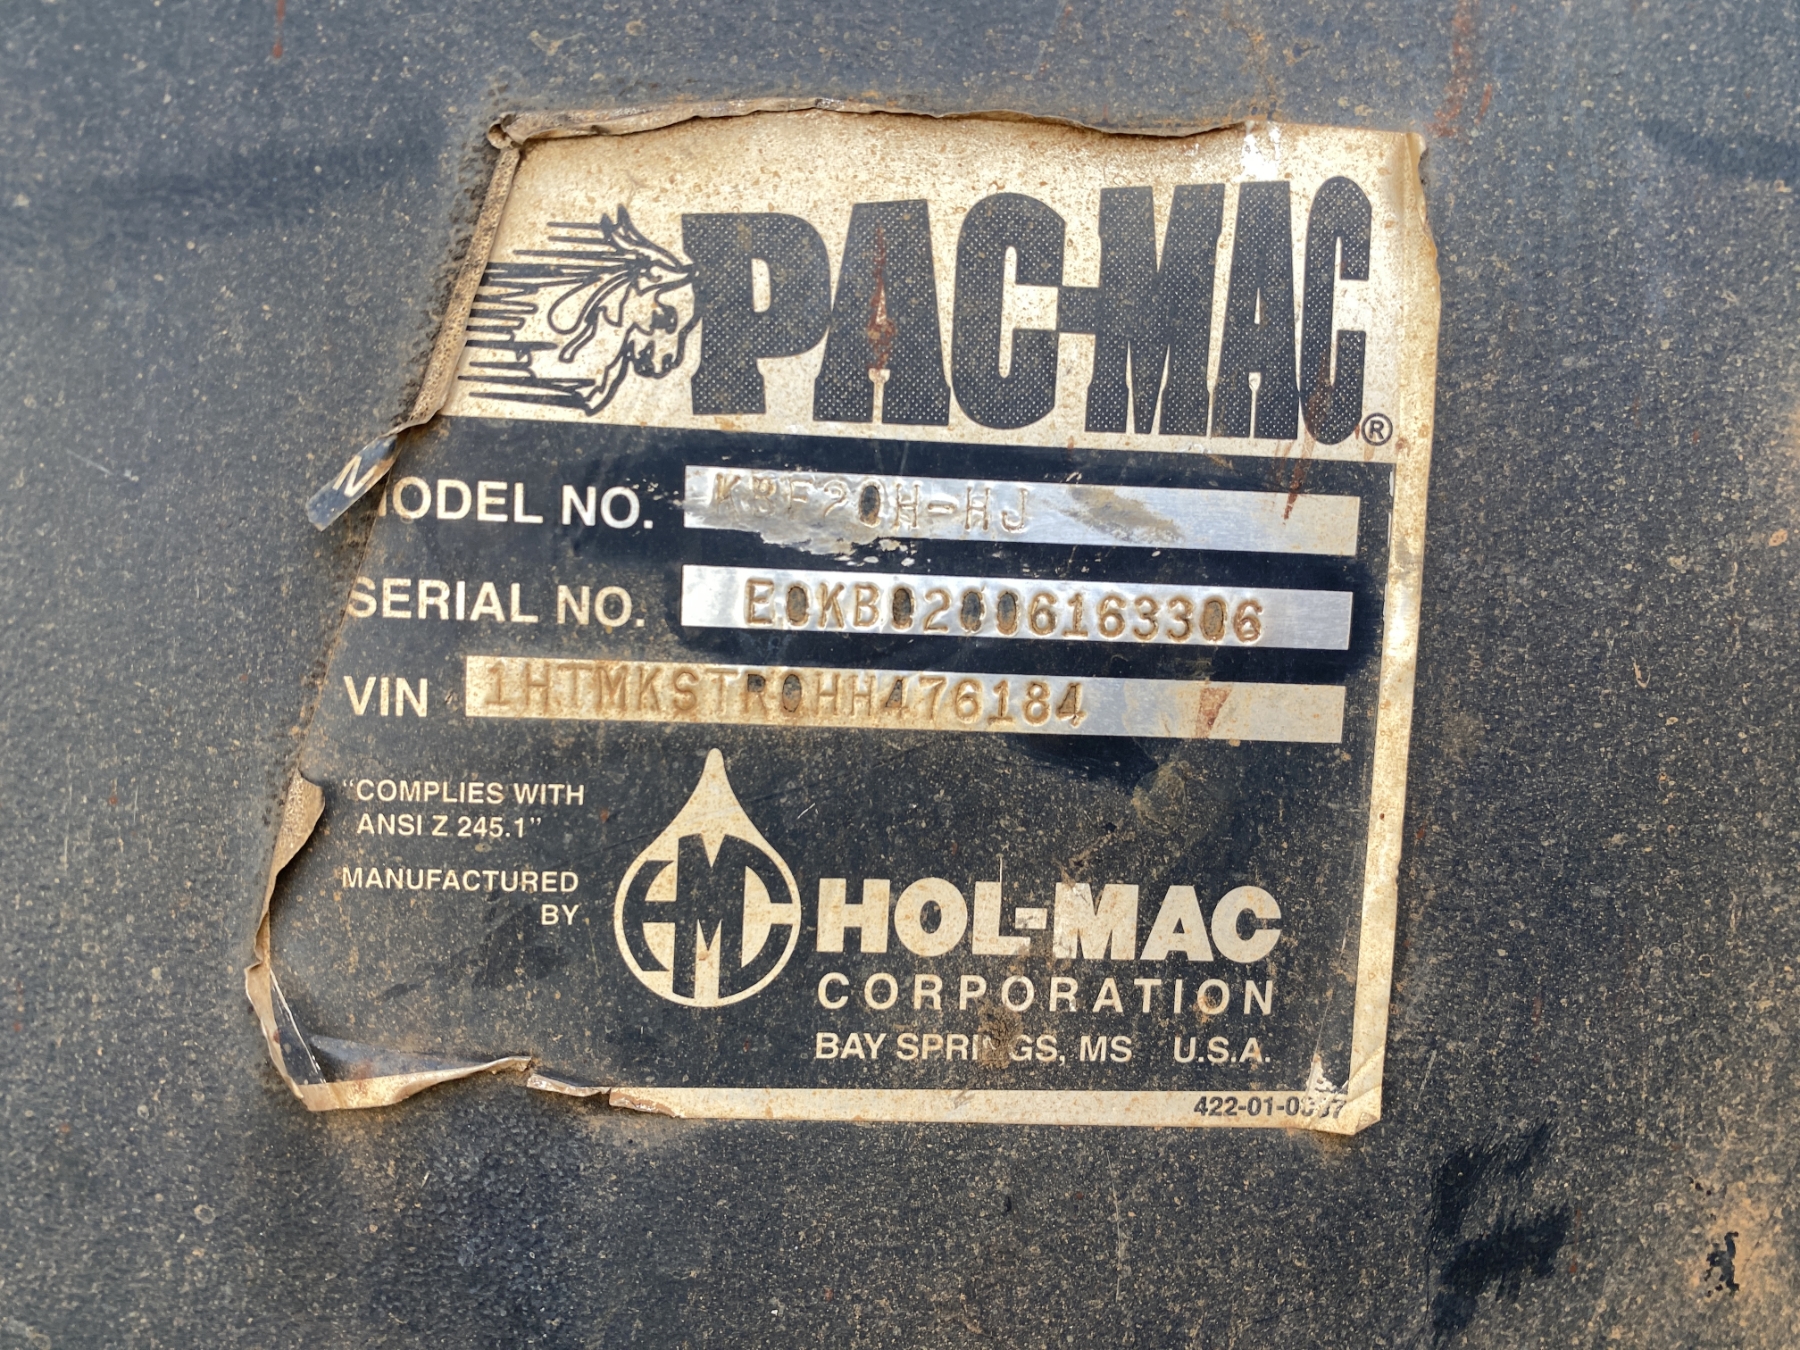 PAC-MAC®
MODEL NO. KBF20H-HJ
SERIAL NO. E0KB02006163306
VIN 1HTMKSTR0HH476184
"COMPLIES WITH
ANSI Z 245.1"
MANUFACTURED
BY
HMC
HOL-MAC
CORPORATION
BAY SPRINGS, MS U.S.A.